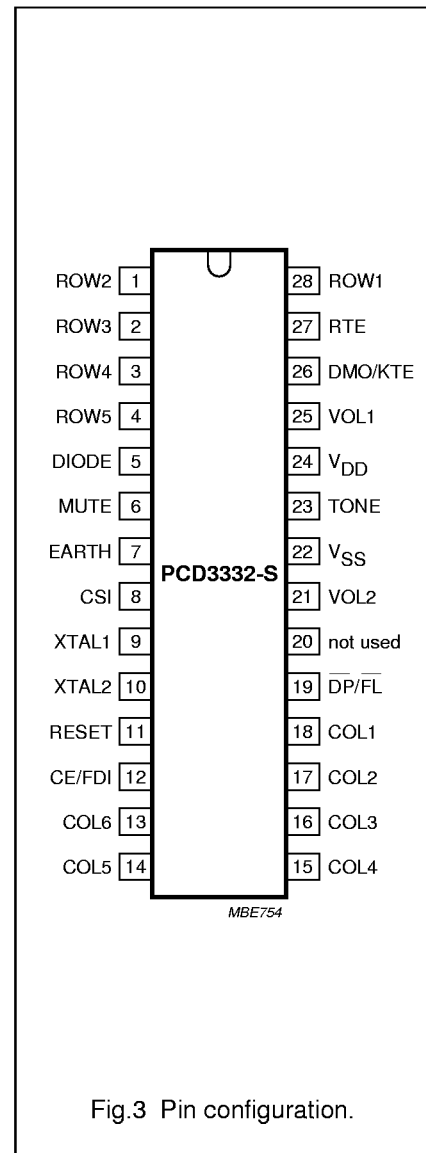 ROW2 1 28 ROW1
ROW3 2 27 RTE
ROW4 3 26 DMO/KTE
ROW5 4 25 VOL1
DIODE 5 24 VDD
MUTE 6 23 TONE
EARTH 7 22 VSS
PCD3332-S
CSI 8 21 VOL2
XTAL1 9 20 not used
XTAL2 10 19 D̅P̅/F̅L̅
RESET 11 18 COL1
CE/FDI 12 17 COL2
COL6 13 16 COL3
COL5 14 15 COL4
MBE754
Fig.3 Pin configuration.